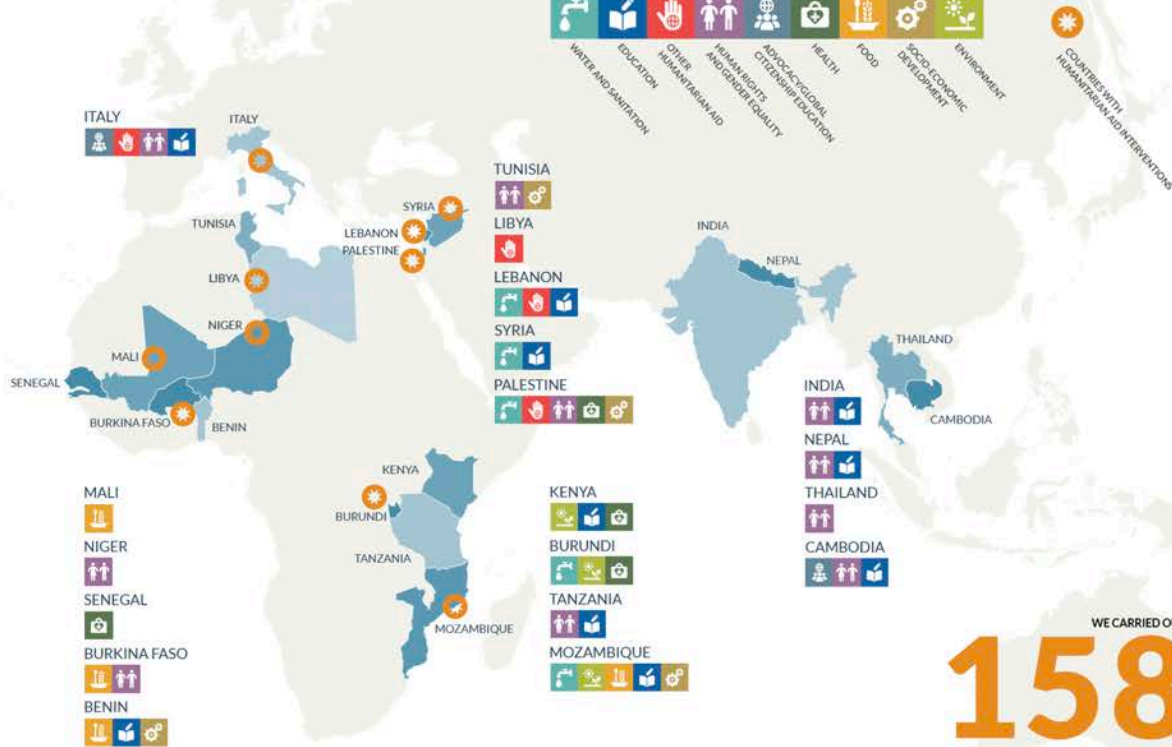 WATER AND SANITATION
EDUCATION
OTHER
HUMANITARIAN AID
HUMAN RIGHTS
AND GENDER EQUALITY
ADVOCACY/GLOBAL
CITIZENSHIP EDUCATION
HEALTH
FOOD
SOCIO-ECONOMIC
DEVELOPMENT
ENVIRONMENT
COUNTRIES WITH
HUMANITARIAN AID INTERVENTIONS
ITALY
ITALY
TUNISIA
LIBYA
NIGER
MALI
SENEGAL
BURKINA FASO
BENIN
SYRIA
LEBANON
PALESTINE
TUNISIA
LIBYA
LEBANON
SYRIA
PALESTINE
INDIA
NEPAL
THAILAND
CAMBODIA
INDIA
NEPAL
THAILAND
CAMBODIA
KENYA
BURUNDI
TANZANIA
MOZAMBIQUE
MALI
NIGER
SENEGAL
BURKINA FASO
BENIN
KENYA
BURUNDI
TANZANIA
MOZAMBIQUE
WE CARRIED O
158